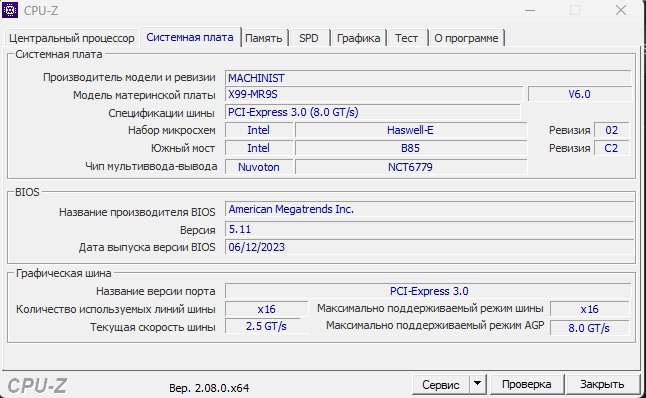 CPU-Z
Центральный процессор Системная плата Память SPD Графика Тест О программе
Системная плата
Производитель модели и ревизии MACHINIST
Модель материнской платы X99-MR9S V6.0
Спецификации шины PCI-Express 3.0 (8.0 GT/s)
Набор микросхем Intel Haswell-E Ревизия 02
Южный мост Intel B85 Ревизия C2
Чип мультиввода-вывода Nuvoton NCT6779
BIOS
Название производителя BIOS American Megatrends Inc.
Версия 5.11
Дата выпуска версии BIOS 06/12/2023
Графическая шина
Название версии порта PCI-Express 3.0
Количество используемых линий шины x16 Максимально поддерживаемый режим шины x16
Текущая скорость шины 2.5 GT/s Максимально поддерживаемый режим AGP 8.0 GT/s
CPU-Z Вер. 2.08.0.x64 Сервис Проверка Закрыть